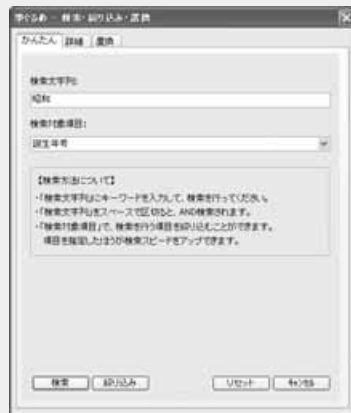 筆ぐるめ - 検索・絞り込み・置換
かんたん 詳細 置換
検索文字列:
昭和
検索対象項目:
誕生年号
【検索方法について】
・「検索文字列」にキーワードを入力して、検索を行ってください。
・「検索文字列」をスペースで区切ると、AND検索されます。
・「検索対象項目」で、検索を行う項目を絞り込むことができます。
項目を指定したほうが検索スピードをアップできます。
検索 絞り込み リセット キャンセル